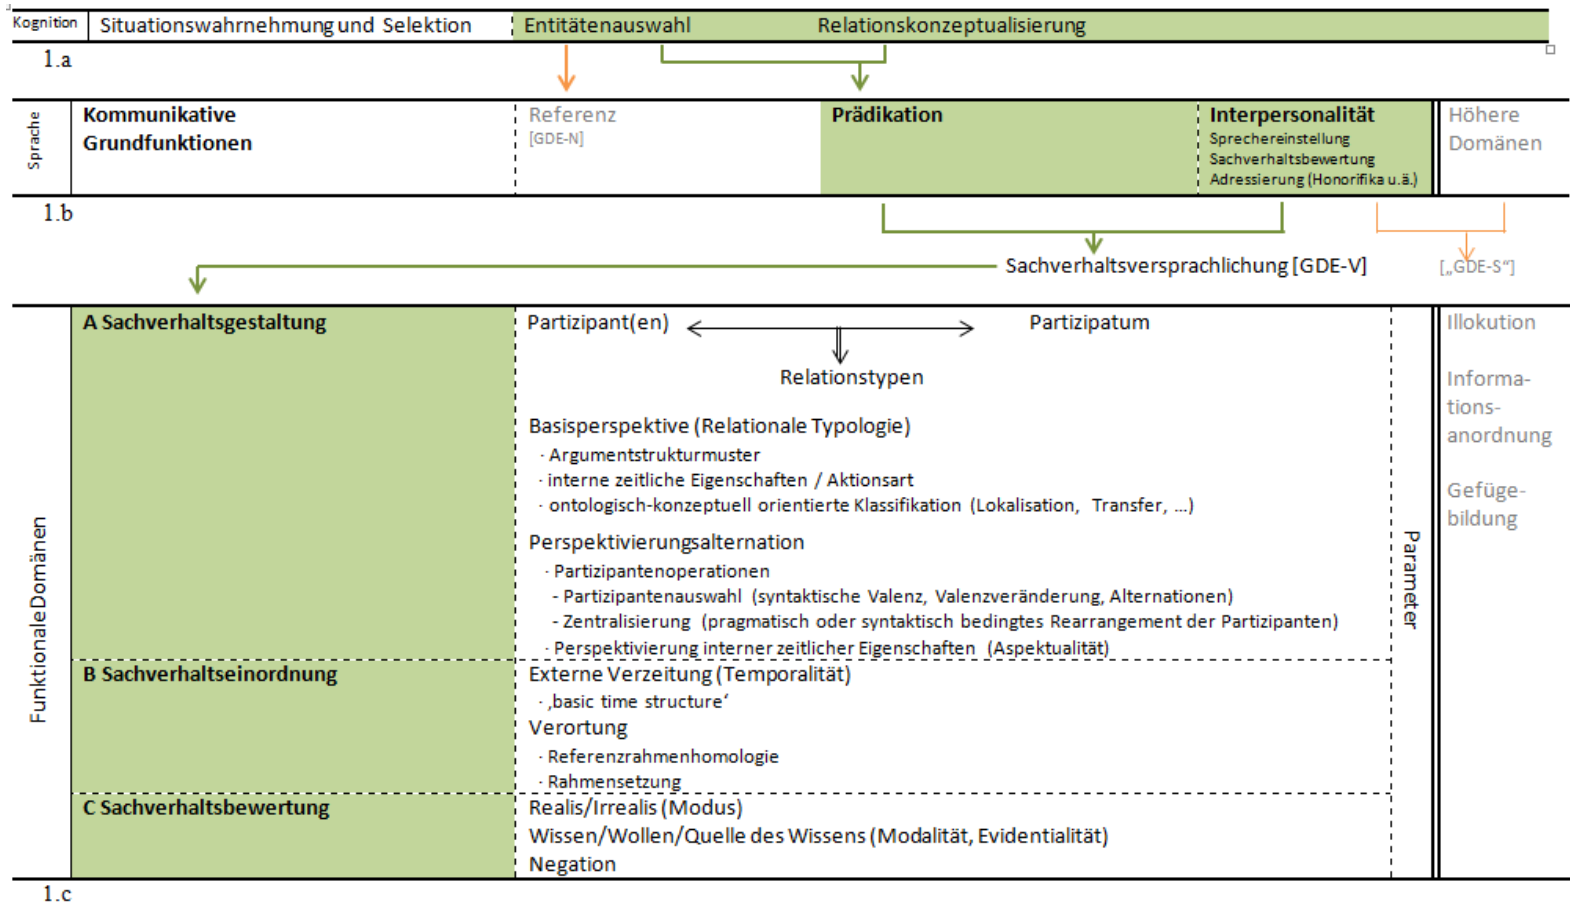 Kognition Situationswahrnehmung und Selektion Entitätenauswahl Relationskonzeptualisierung
1.a
Sprache
Kommunikative
Grundfunktionen
Referenz
[GDE-N]
Prädikation
Interpersonalität
Sprechereinstellung
Sachverhaltsbewertung
Adressierung (Honorifika u.ä.)
Höhere
Domänen
1.b
Sachverhaltsversprachlichung [GDE-V]
[„GDE-S“]
Funktionale Domänen
A Sachverhaltsgestaltung
Partizipant(en) Partizipatum
Relationstypen
Basisperspektive (Relationale Typologie)
· Argumentstrukturmuster
· interne zeitliche Eigenschaften / Aktionsart
· ontologisch-konzeptuell orientierte Klassifikation (Lokalisation, Transfer, ...)
Perspektivierungsalternation
· Partizipantenoperationen
- Partizipantenauswahl (syntaktische Valenz, Valenzveränderung, Alternationen)
- Zentralisierung (pragmatisch oder syntaktisch bedingtes Rearrangement der Partizipanten)
· Perspektivierung interner zeitlicher Eigenschaften (Aspektualität)
B Sachverhaltseinordnung
Externe Verzeitung (Temporalität)
· ‚basic time structure‘
Verortung
· Referenzrahmenhomologie
· Rahmensetzung
C Sachverhaltsbewertung
Realis/Irrealis (Modus)
Wissen/Wollen/Quelle des Wissens (Modalität, Evidentialität)
Negation
Parameter
Illokution
Informa-
tions-
anordnung
Gefüge-
bildung
1.c